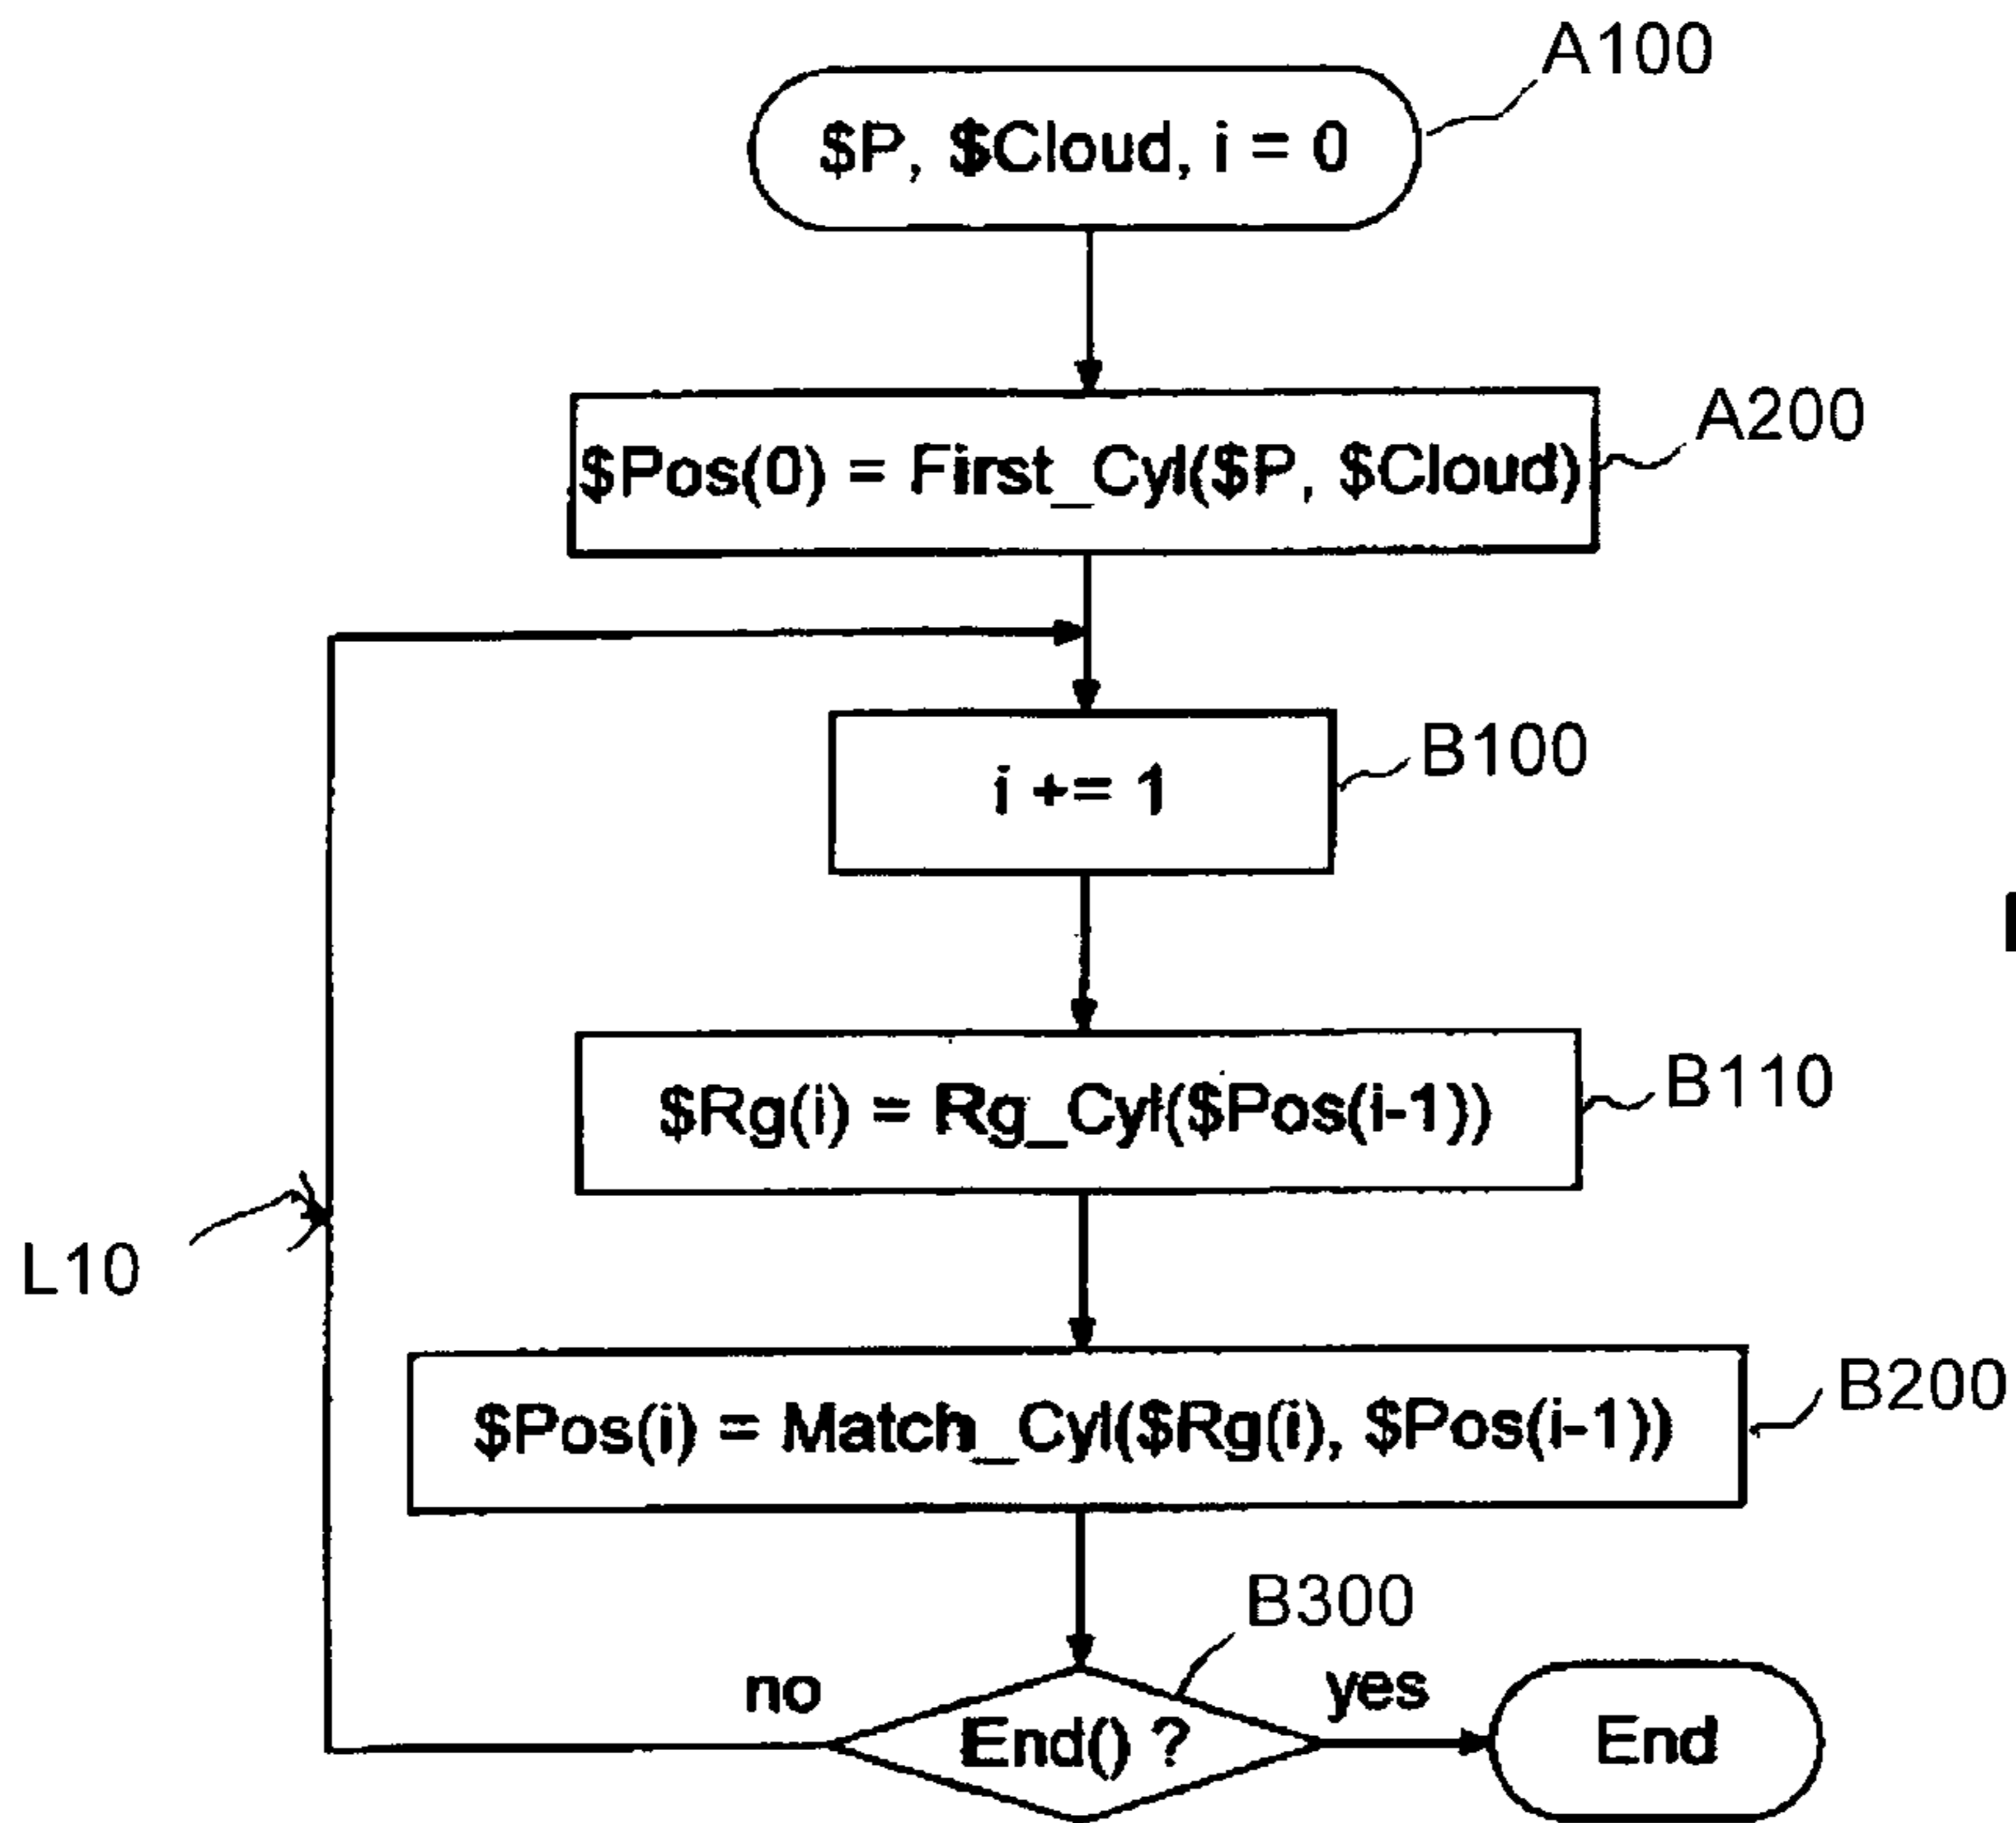 A100
$P, $Cloud, i = 0
A200
$Pos(0) = First_Cyl($P, $Cloud)
B100
i += 1
B110
$Rg(i) = Rg_Cyl($Pos(i-1))
L10
B200
$Pos(i) = Match_Cyl($Rg(i), $Pos(i-1))
B300
no
yes
End() ?
End